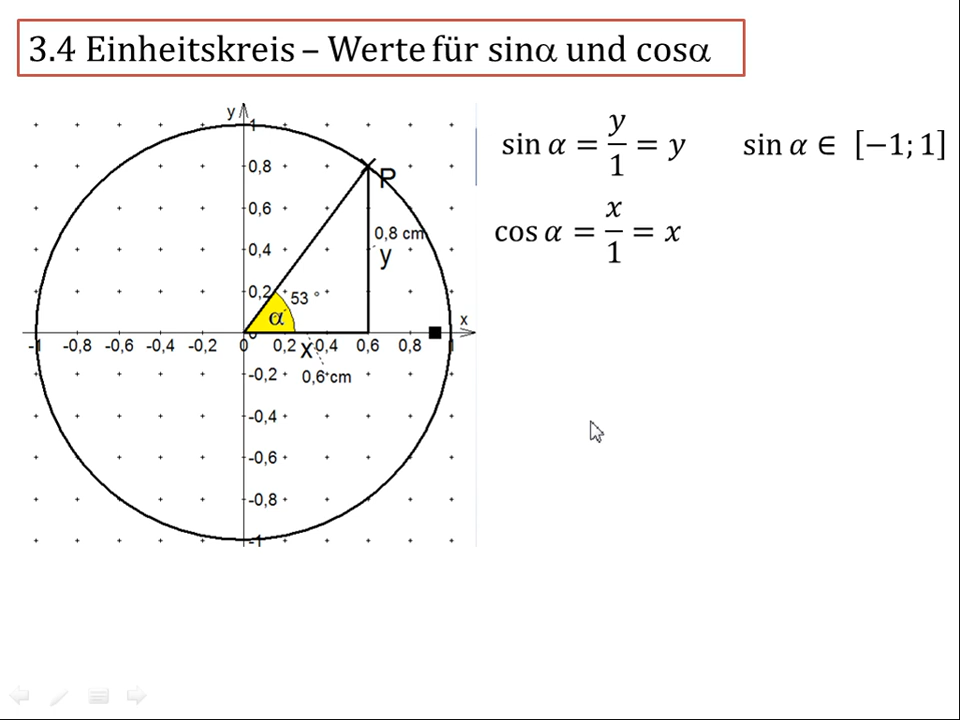 3.4 Einheitskreis – Werte für sinα und cosα
y
1
0,8
P
0,6
0,8 cm
0,4
y
0,2
53 °
α
x
-1 -0,8 -0,6 -0,4 -0,2 0 0,2 0,4 0,6 0,8 1
x
-0,2
0,6 cm
-0,4
-0,6
-0,8
-1
sin α = y/1 = y
sin α ∈ [−1; 1]
cos α = x/1 = x